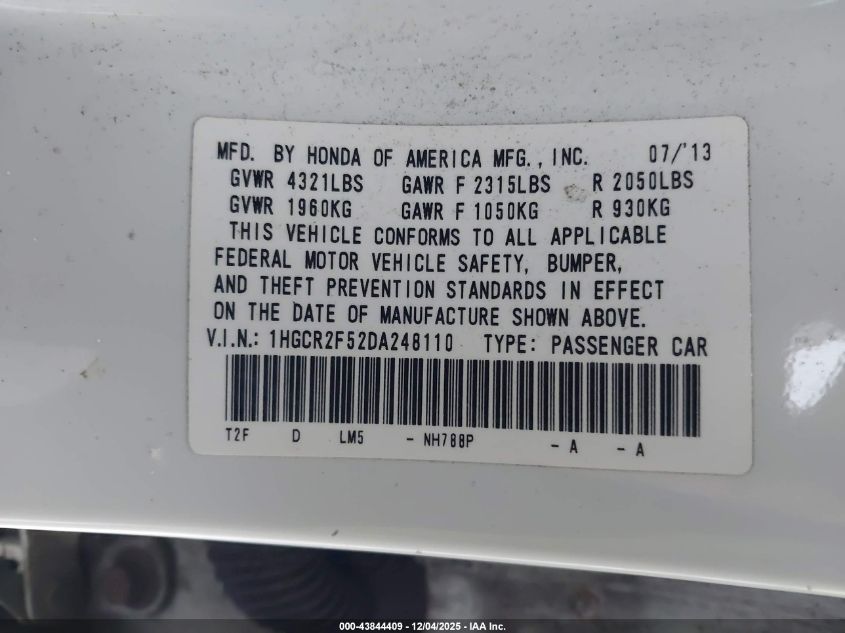 MFD. BY HONDA OF AMERICA MFG., INC. 07/'13
GVWR 4321LBS GAWR F 2315LBS R 2050LBS
GVWR 1960KG GAWR F 1050KG R 930KG
THIS VEHICLE CONFORMS TO ALL APPLICABLE
FEDERAL MOTOR VEHICLE SAFETY, BUMPER,
AND THEFT PREVENTION STANDARDS IN EFFECT
ON THE DATE OF MANUFACTURE SHOWN ABOVE.
V.I.N.: 1HGCR2F52DA248110 TYPE: PASSENGER CAR
T2F D LM5 - NH788P - A - A
000-43844409 - 12/04/2025 - IAA Inc.